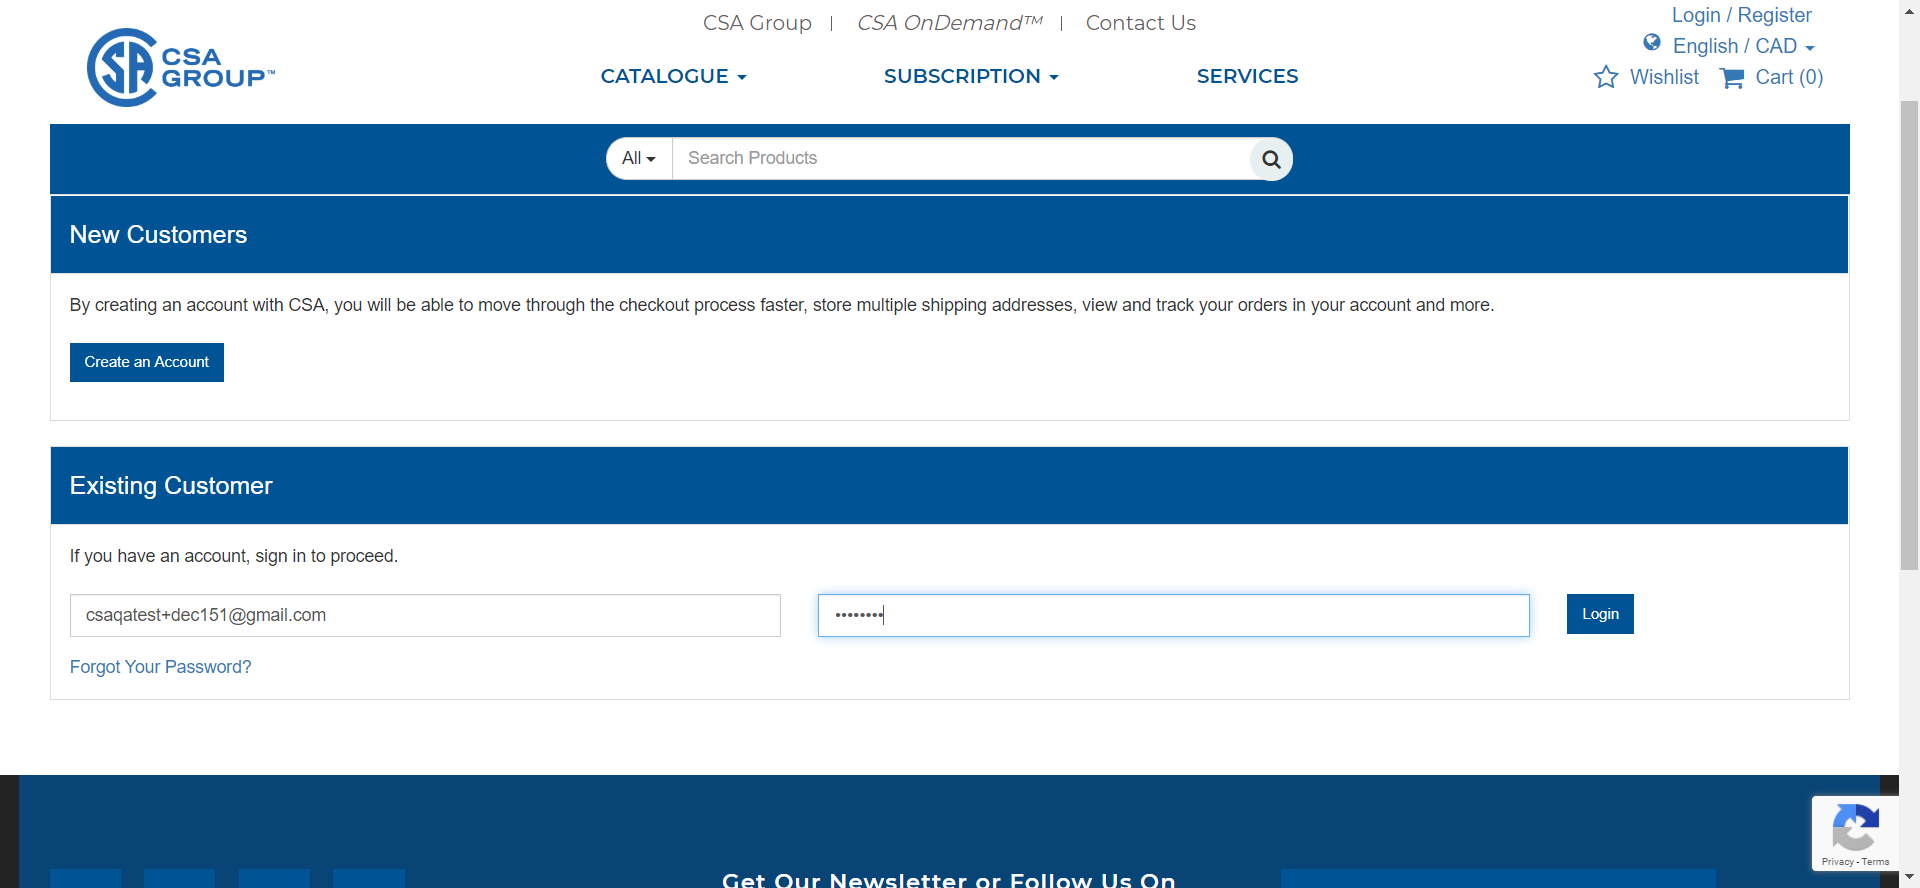 CSA Group | CSA OnDemand™ | Contact Us
Login / Register
English / CAD
CSA
GROUP™
CATALOGUE
SUBSCRIPTION
SERVICES
Wishlist
Cart (0)
All
Search Products
New Customers
By creating an account with CSA, you will be able to move through the checkout process faster, store multiple shipping addresses, view and track your orders in your account and more.
Create an Account
Existing Customer
If you have an account, sign in to proceed.
csaqatest+dec151@gmail.com
••••••••
Login
Forgot Your Password?
Privacy - Terms
Get Our Newsletter or Follow Us On